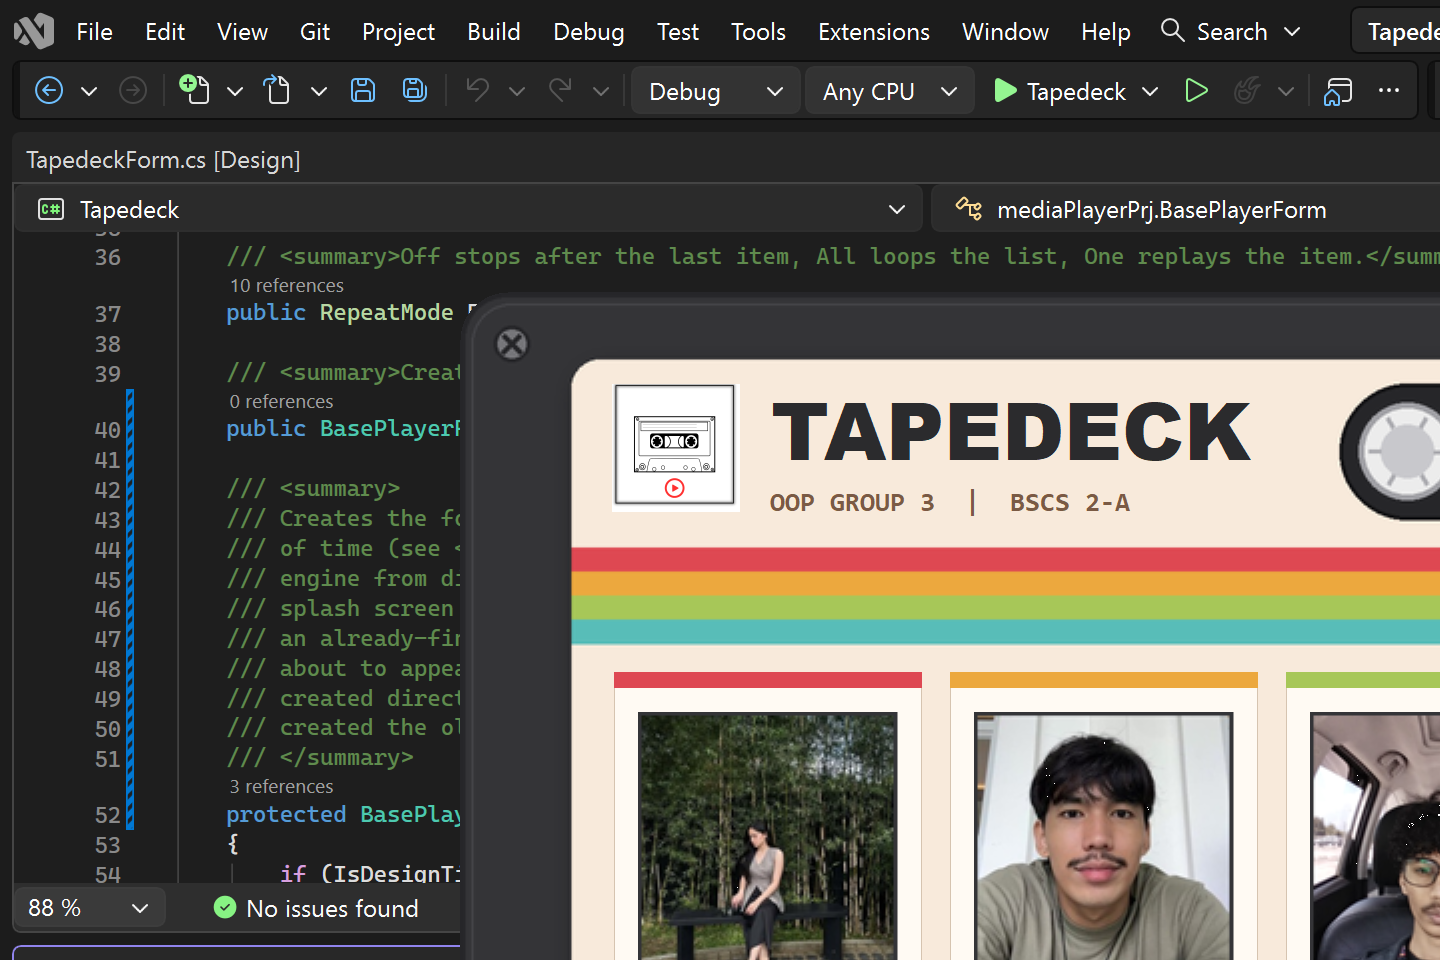 File Edit View Git Project Build Debug Test Tools Extensions Window Help Search Tapede
Debug Any CPU Tapedeck
TapedeckForm.cs [Design]
C# Tapedeck mediaPlayerPrj.BasePlayerForm
36 /// <summary>Off stops after the last item, All loops the list, One replays the item.</summ
10 references
37 public RepeatMode
38
39 /// <summary>Creat
0 references
40 public BasePlayerF
41
42 /// <summary>
43 /// Creates the fo
44 /// of time (see <
45 /// engine from di
46 /// splash screen
47 /// an already-fin
48 /// about to appea
49 /// created direct
50 /// created the ol
51 /// </summary>
3 references
52 protected BasePlay
53 {
54 if (IsDesignTi
88 % No issues found
TAPEDECK
OOP GROUP 3 | BSCS 2-A